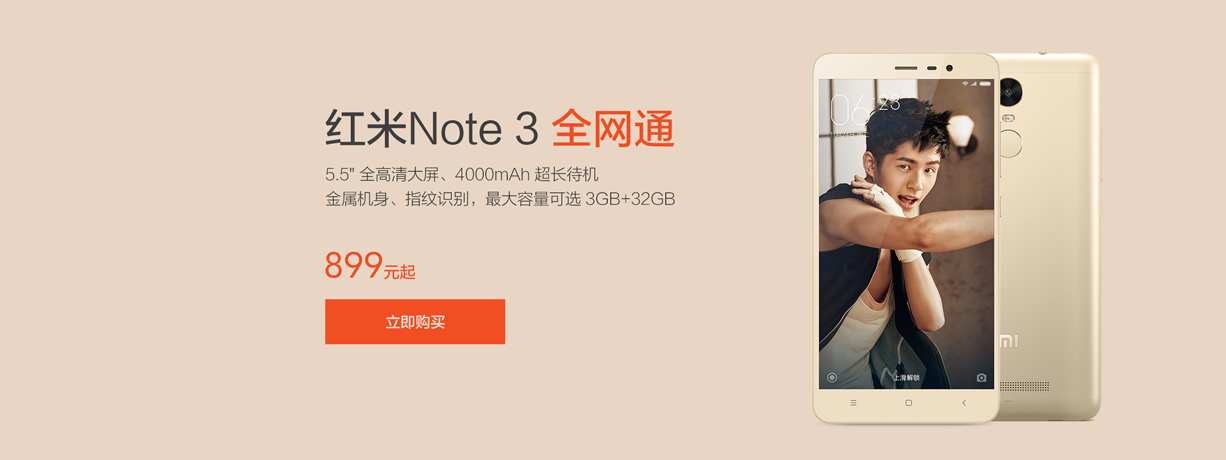 红米Note 3 全网通
5.5" 全高清大屏、4000mAh 超长待机
金属机身、指纹识别，最大容量可选 3GB+32GB
899元起
立即购买
06 23
上滑解锁
mi